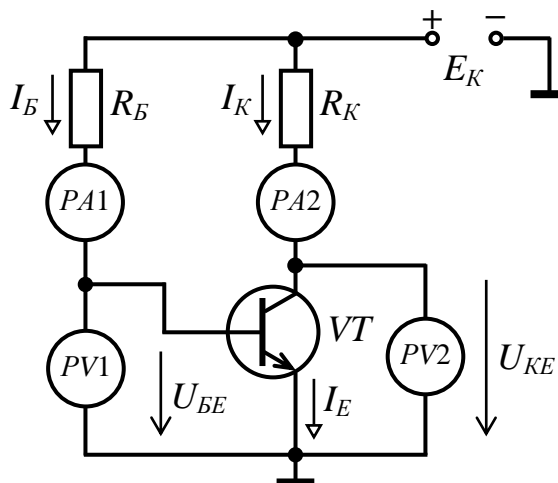 + −
E_К
I_Б R_Б I_К R_К
PA1 PA2
VT
PV1 PV2
U_БЕ I_Е U_КЕ